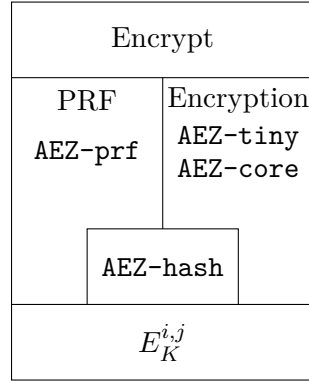 Encrypt
PRF
AEZ-prf
Encryption
AEZ-tiny
AEZ-core
AEZ-hash
E_K^{i,j}